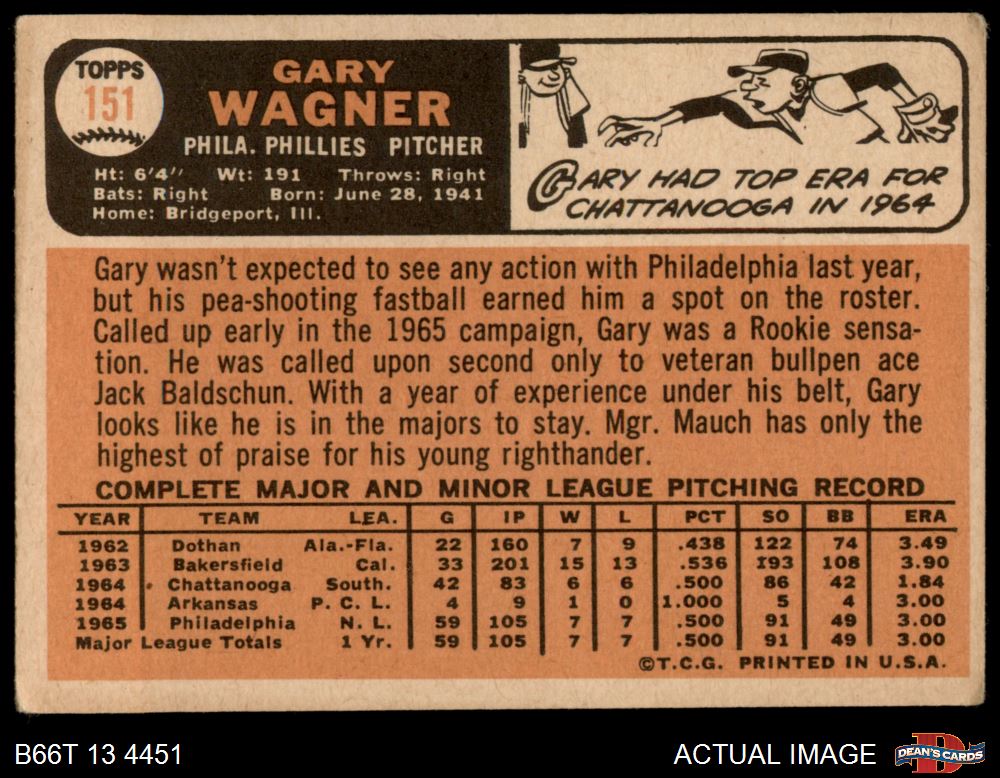 TOPPS
151
GARY
WAGNER
PHILA. PHILLIES PITCHER
Ht: 6'4" Wt: 191 Throws: Right
Bats: Right Born: June 28, 1941
Home: Bridgeport, Ill.
GARY HAD TOP ERA FOR
CHATTANOOGA IN 1964
Gary wasn't expected to see any action with Philadelphia last year,
but his pea-shooting fastball earned him a spot on the roster.
Called up early in the 1965 campaign, Gary was a Rookie sensa-
tion. He was called upon second only to veteran bullpen ace
Jack Baldschun. With a year of experience under his belt, Gary
looks like he is in the majors to stay. Mgr. Mauch has only the
highest of praise for his young righthander.
COMPLETE MAJOR AND MINOR LEAGUE PITCHING RECORD
YEAR TEAM LEA. G IP W L PCT SO BB ERA
1962 Dothan Ala.-Fla. 22 160 7 9 .438 122 74 3.49
1963 Bakersfield Cal. 33 201 15 13 .536 193 108 3.90
1964 Chattanooga South. 42 83 6 6 .500 86 42 1.84
1964 Arkansas P. C. L. 4 9 1 0 1.000 5 4 3.00
1965 Philadelphia N. L. 59 105 7 7 .500 91 49 3.00
Major League Totals 1 Yr. 59 105 7 7 .500 91 49 3.00
©T.C.G. PRINTED IN U.S.A.
B66T 13 4451
ACTUAL IMAGE
DEAN'S CARDS